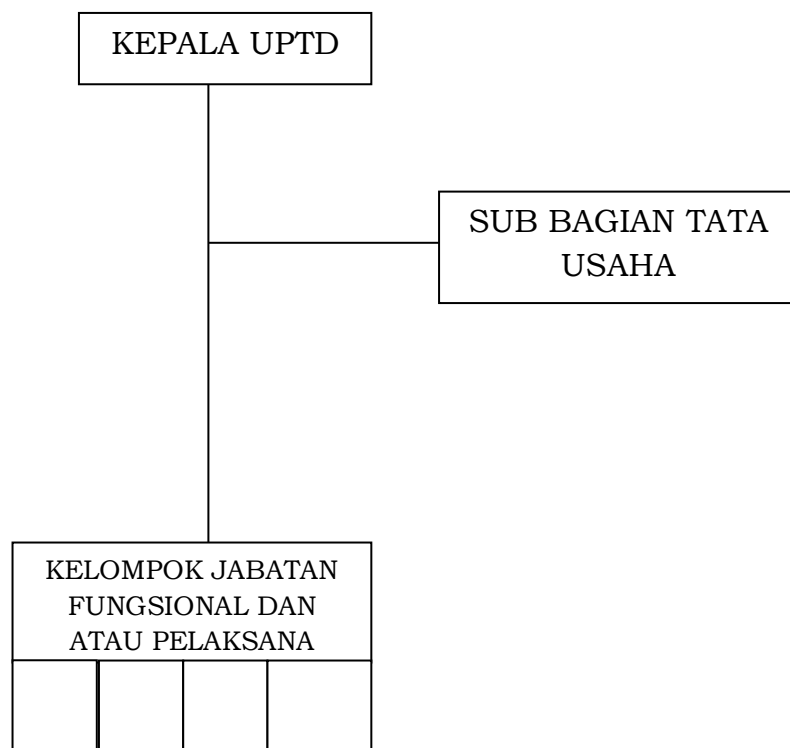 KEPALA UPTD
SUB BAGIAN TATA
USAHA
KELOMPOK JABATAN
FUNGSIONAL DAN
ATAU PELAKSANA